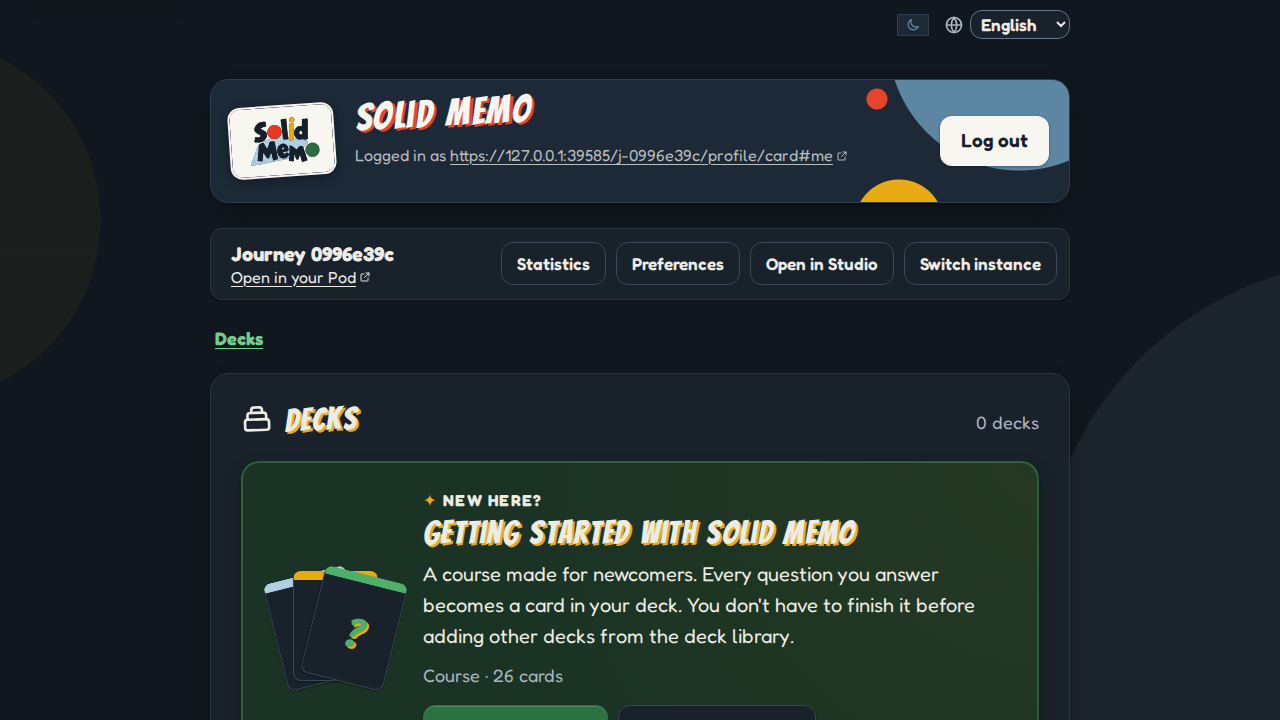 English
Solid
Memo
SOLID MEMO
Logged in as https://127.0.0.1:39585/j-0996e39c/profile/card#me
Log out
Journey 0996e39c
Open in your Pod
Statistics
Preferences
Open in Studio
Switch instance
Decks
DECKS
0 decks
✦ NEW HERE?
GETTING STARTED WITH SOLID MEMO
A course made for newcomers. Every question you answer
becomes a card in your deck. You don't have to finish it before
adding other decks from the deck library.
?
Course · 26 cards